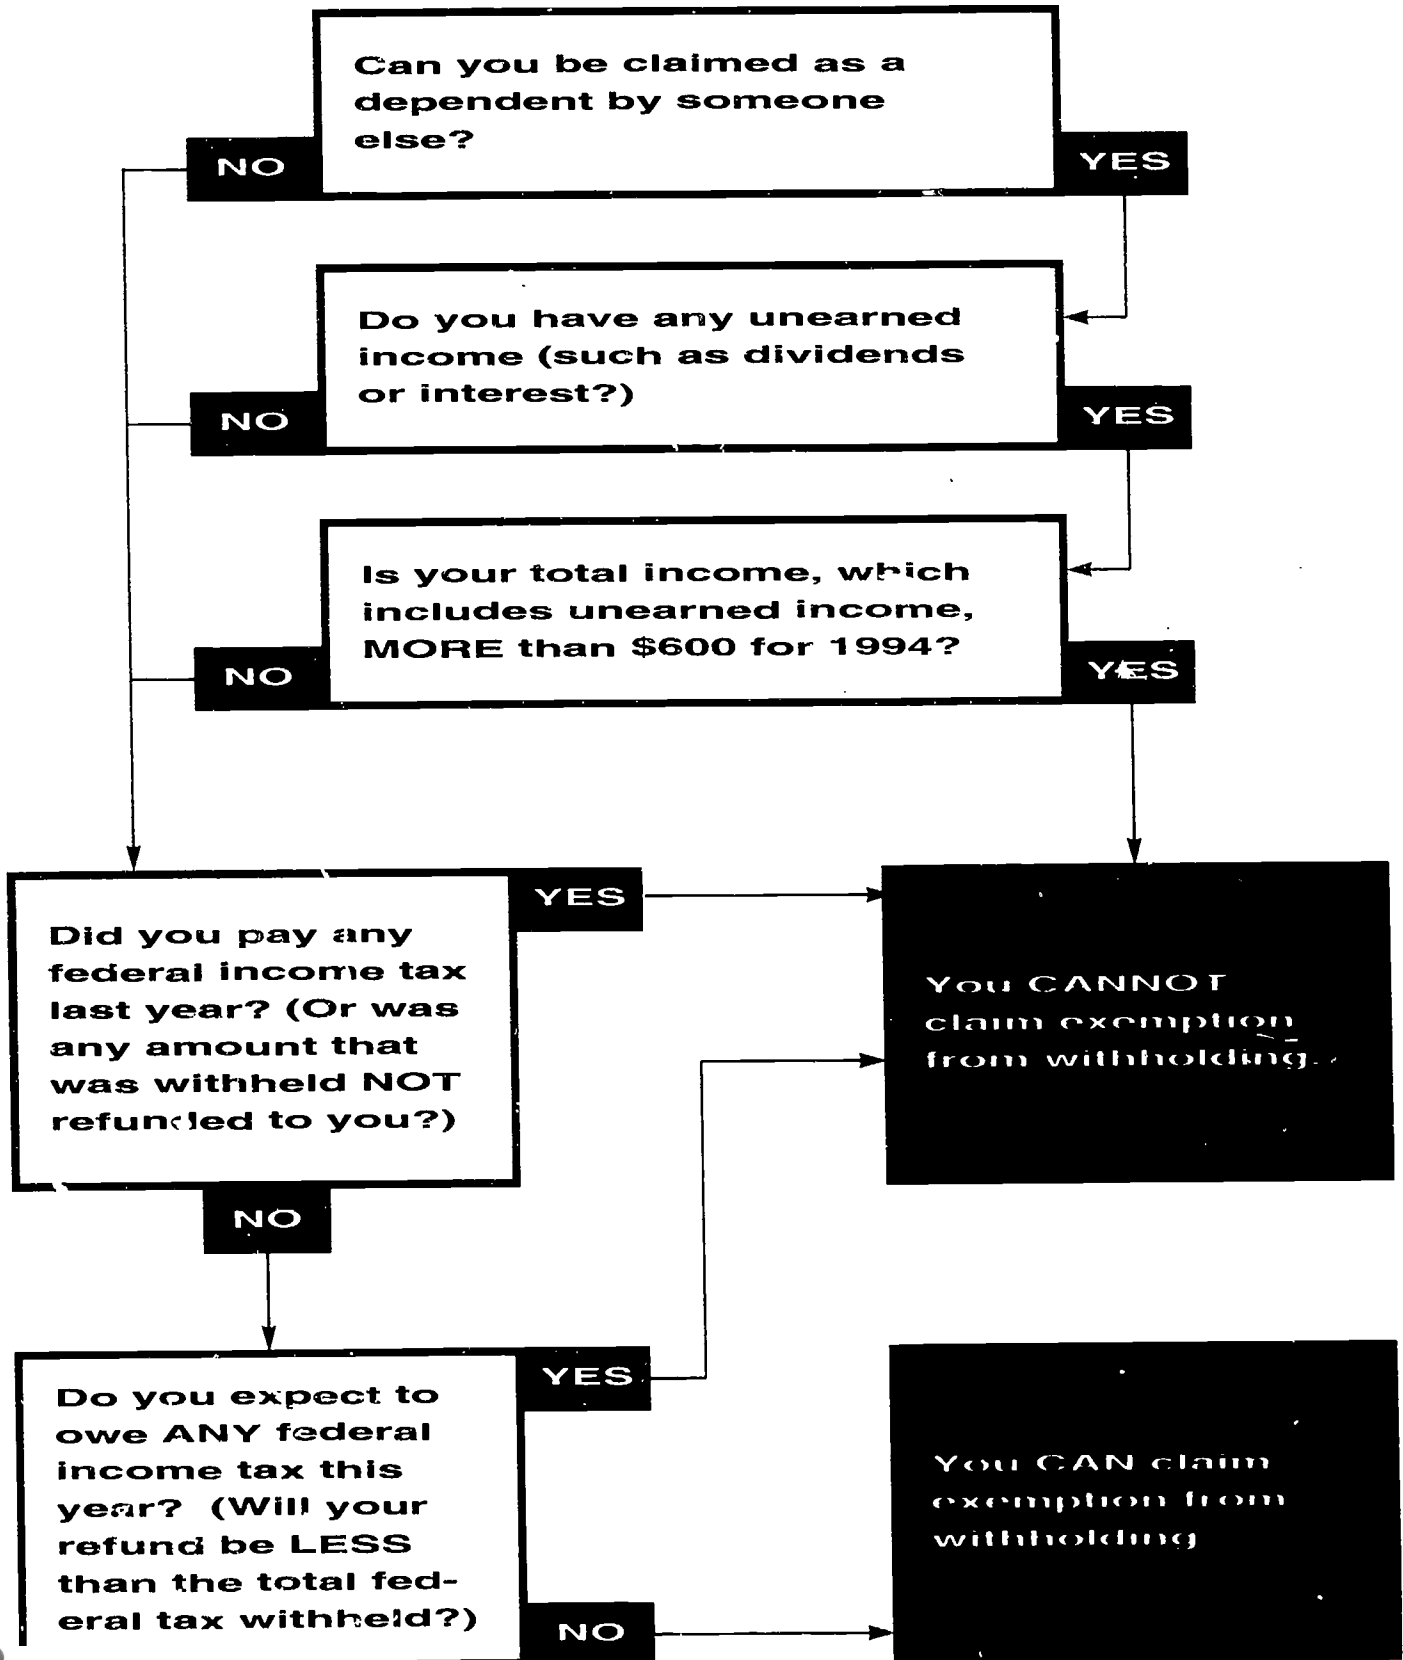 Can you be claimed as a
dependent by someone
else?
NO
YES
Do you have any unearned
income (such as dividends
or interest?)
NO
YES
Is your total income, which
includes unearned income,
MORE than $600 for 1994?
NO
YES
Did you pay any
federal income tax
last year? (Or was
any amount that
was withheld NOT
refunded to you?)
YES
NO
You CANNOT
claim exemption
from withholding.
Do you expect to
owe ANY federal
income tax this
year? (Will your
refund be LESS
than the total fed-
eral tax withheld?)
YES
NO
You CAN claim
exemption from
withholding